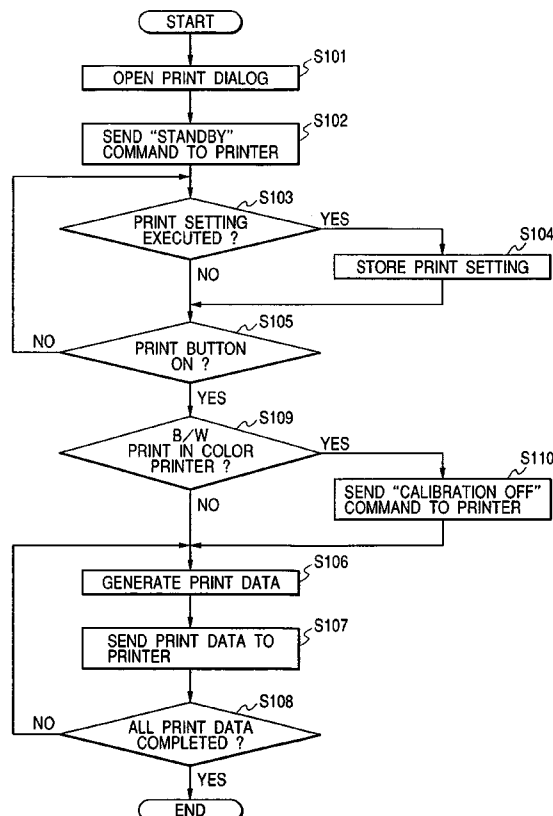 START
S101
OPEN PRINT DIALOG
S102
SEND "STANDBY"
COMMAND TO PRINTER
S103
PRINT SETTING
EXECUTED ?
YES
S104
STORE PRINT SETTING
NO
S105
NO
PRINT BUTTON
ON ?
YES
S109
B/W
PRINT IN COLOR
PRINTER ?
YES
S110
SEND "CALIBRATION OFF"
COMMAND TO PRINTER
NO
S106
GENERATE PRINT DATA
S107
SEND PRINT DATA TO
PRINTER
S108
NO
ALL PRINT DATA
COMPLETED ?
YES
END